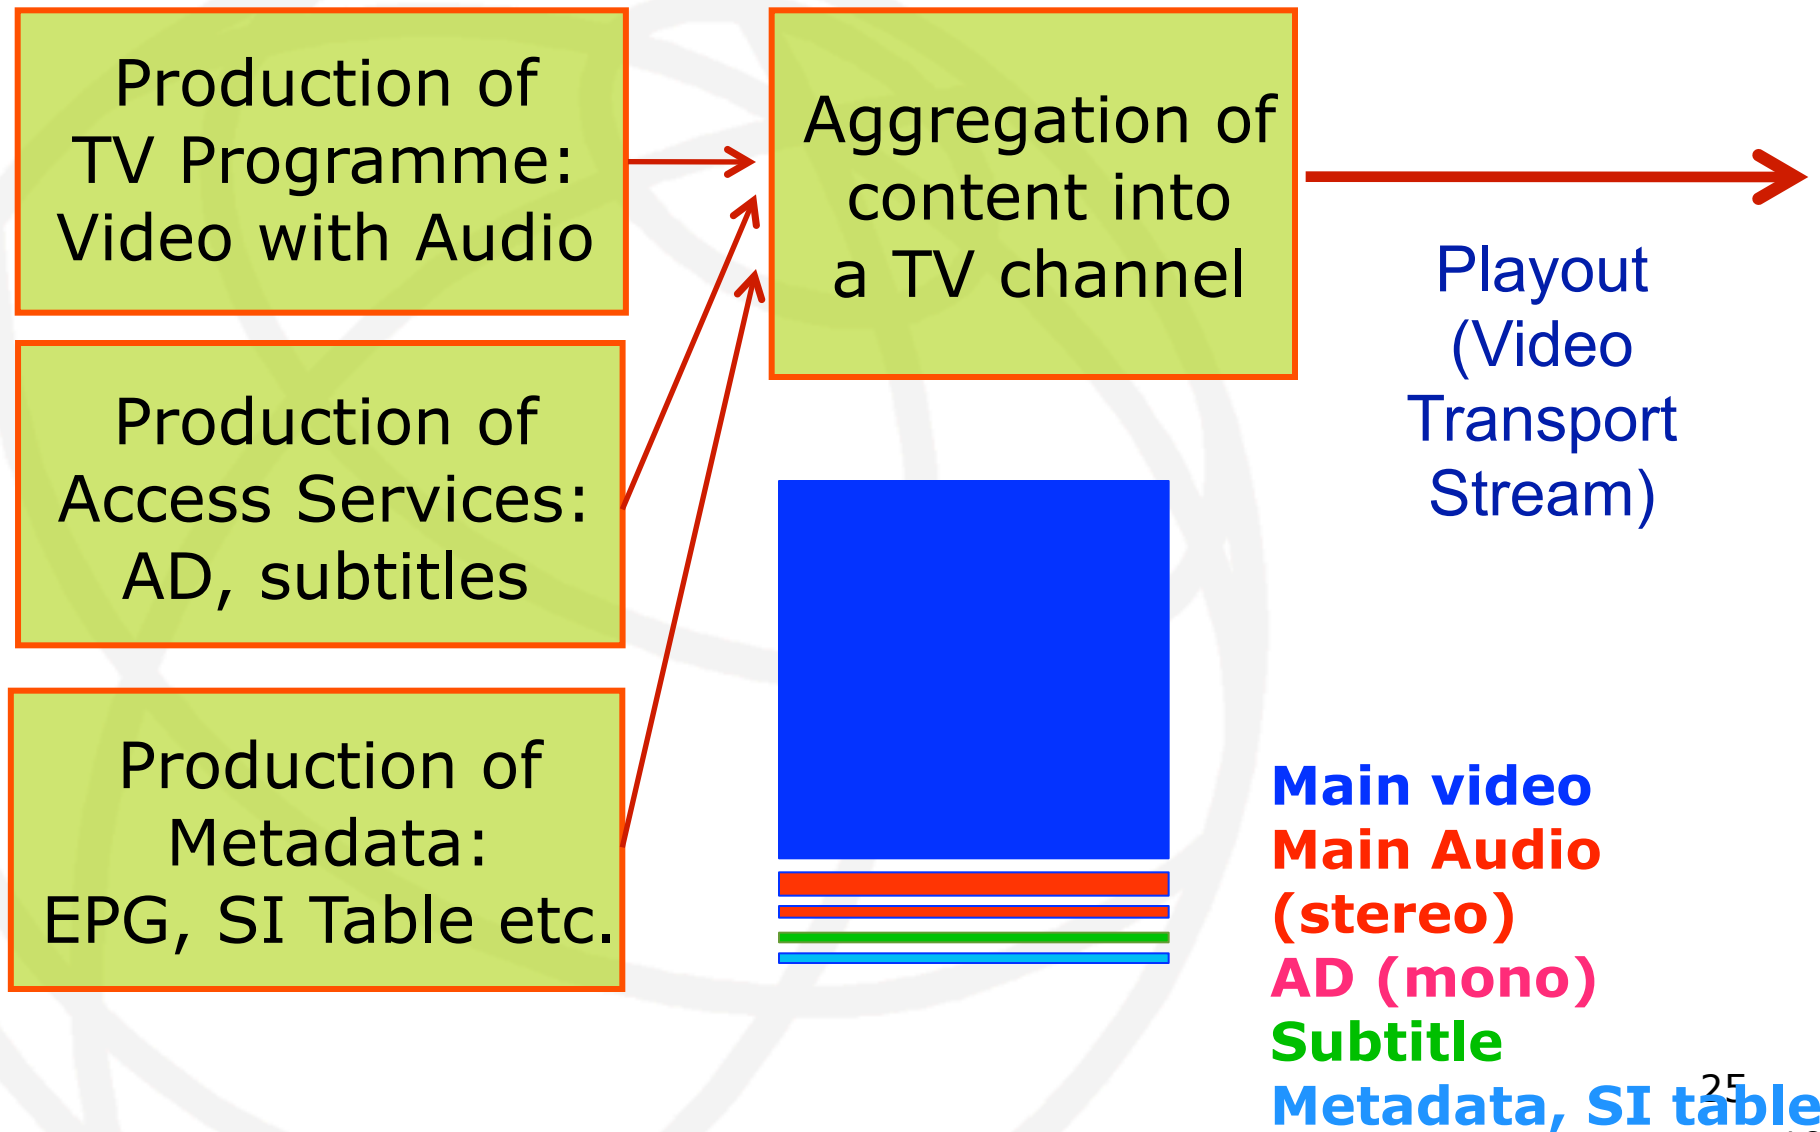 Production of
TV Programme:
Video with Audio
Production of
Access Services:
AD, subtitles
Production of
Metadata:
EPG, SI Table etc.
Aggregation of
content into
a TV channel
Playout
(Video
Transport
Stream)
Main video
Main Audio
(stereo)
AD (mono)
Subtitle
Metadata, SI table
25